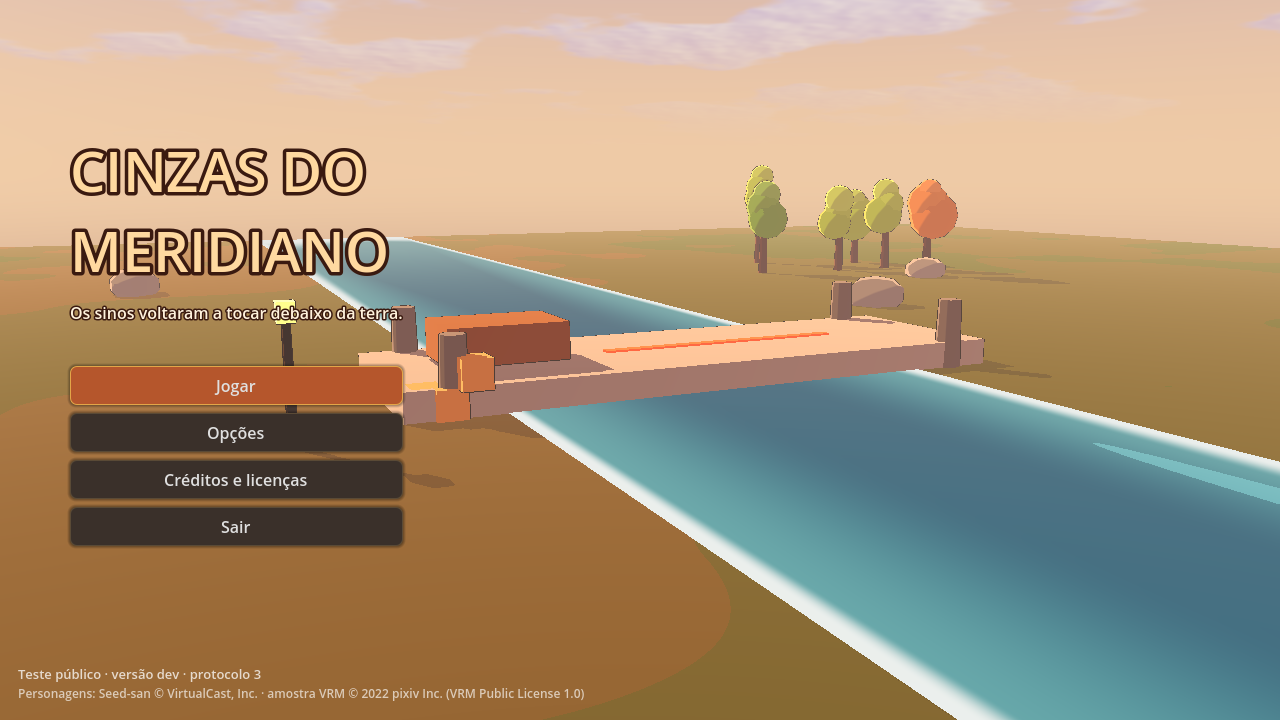 CINZAS DO
MERIDIANO
Os sinos voltaram a tocar debaixo da terra.
Jogar
Opções
Créditos e licenças
Sair
Teste público · versão dev · protocolo 3
Personagens: Seed-san © VirtualCast, Inc. · amostra VRM © 2022 pixiv Inc. (VRM Public License 1.0)